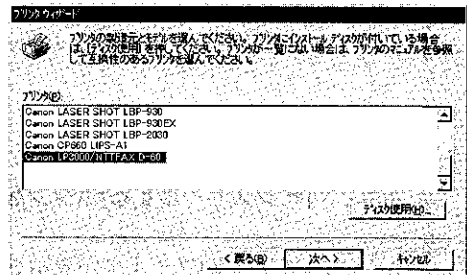 プリンタ ウィザード
プリンタの製造元とモデルを選んでください。プリンタにインストール ディスクが付いている場合
は、[ディスク使用] を押してください。プリンタが一覧にない場合は、プリンタのマニュアルを参照
して互換性のあるプリンタを選んでください。
プリンタ(P):
Canon LASER SHOT LBP-930
Canon LASER SHOT LBP-930EX
Canon LASER SHOT LBP-2030
Canon CP660 LIPS-A1
Canon LP3000/NTTFAX D-60
ディスク使用(H)...
< 戻る(B)
次へ >
キャンセル